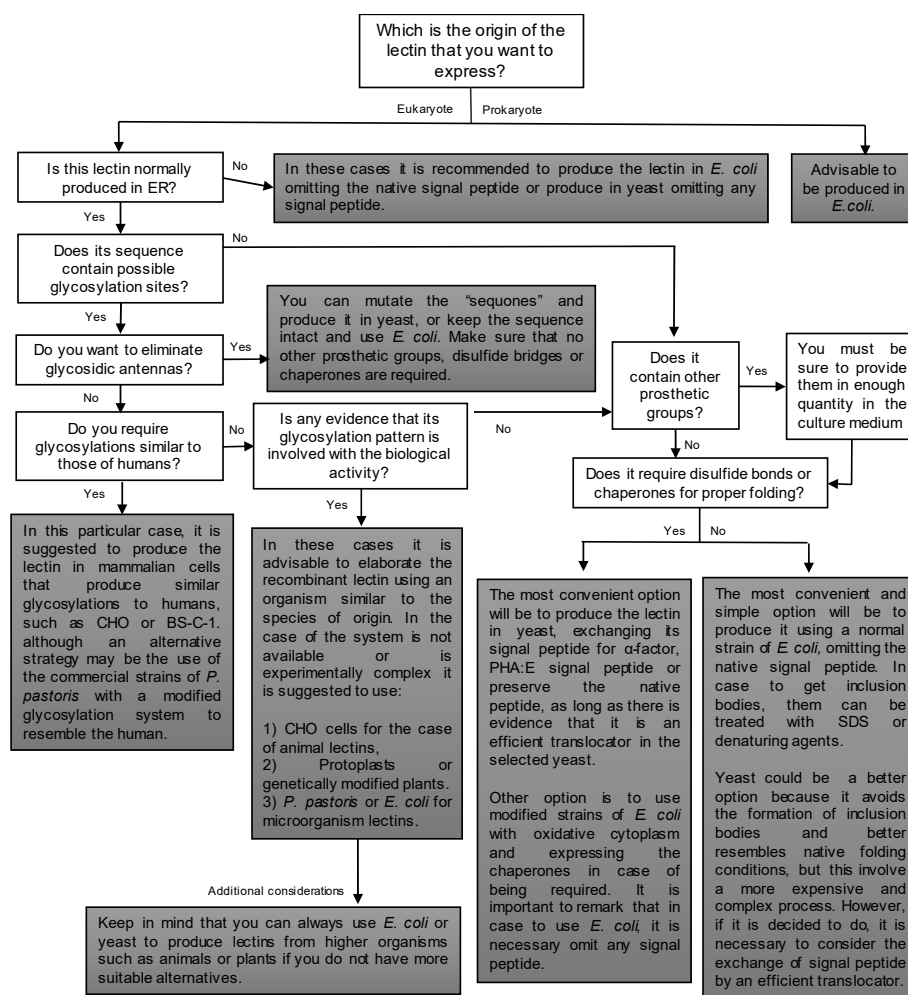 Which is the origin of the
lectin that you want to
express?
Eukaryote
Prokaryote
Is this lectin normally
produced in ER?
No
In these cases it is recommended to produce the lectin in E. coli
omitting the native signal peptide or produce in yeast omitting any
signal peptide.
Advisable to
be produced in
E.coli.
Yes
Does its sequence
contain possible
glycosylation sites?
No
Yes
You can mutate the “sequones” and
produce it in yeast, or keep the sequence
intact and use E. coli. Make sure that no
other prosthetic groups, disulfide bridges or
chaperones are required.
Do you want to eliminate
glycosidic antennas?
Yes
No
Does it
contain other
prosthetic
groups?
Yes
You must be
sure to provide
them in enough
quantity in the
culture medium
Do you require
glycosylations similar to
those of humans?
No
Is any evidence that its
glycosylation pattern is
involved with the biological
activity?
No
No
Does it require disulfide bonds or
chaperones for proper folding?
Yes
Yes
Yes
No
In this particular case, it is
suggested to produce the
lectin in mammalian cells
that produce similar
glycosylations to humans,
such as CHO or BS-C-1.
although an alternative
strategy may be the use of
the commercial strains of P.
pastoris with a modified
glycosylation system to
resemble the human.
In these cases it is
advisable to elaborate the
recombinant lectin using an
organism similar to the
species of origin. In the
case of the system is not
available or is
experimentally complex it
is suggested to use:
1) CHO cells for the case
of animal lectins,
2) Protoplasts or
genetically modified plants.
3) P. pastoris or E. coli for
microorganism lectins.
The most convenient option
will be to produce the lectin
in yeast, exchanging its
signal peptide for α-factor,
PHA:E signal peptide or
preserve the native
peptide, as long as there is
evidence that it is an
efficient translocator in the
selected yeast.
Other option is to use
modified strains of E. coli
with oxidative cytoplasm
and expressing the
chaperones in case of
being required. It is
important to remark that in
case to use E. coli, it is
necessary omit any signal
peptide.
The most convenient and
simple option will be to
produce it using a normal
strain of E. coli, omitting the
native signal peptide. In
case to get inclusion
bodies, them can be
treated with SDS or
denaturing agents.
Yeast could be a better
option because it avoids
the formation of inclusion
bodies and better
resembles native folding
conditions, but this involve
a more expensive and
complex process. However,
if it is decided to do, it is
necessary to consider the
exchange of signal peptide
by an efficient translocator.
Additional considerations
Keep in mind that you can always use E. coli or
yeast to produce lectins from higher organisms
such as animals or plants if you do not have more
suitable alternatives.